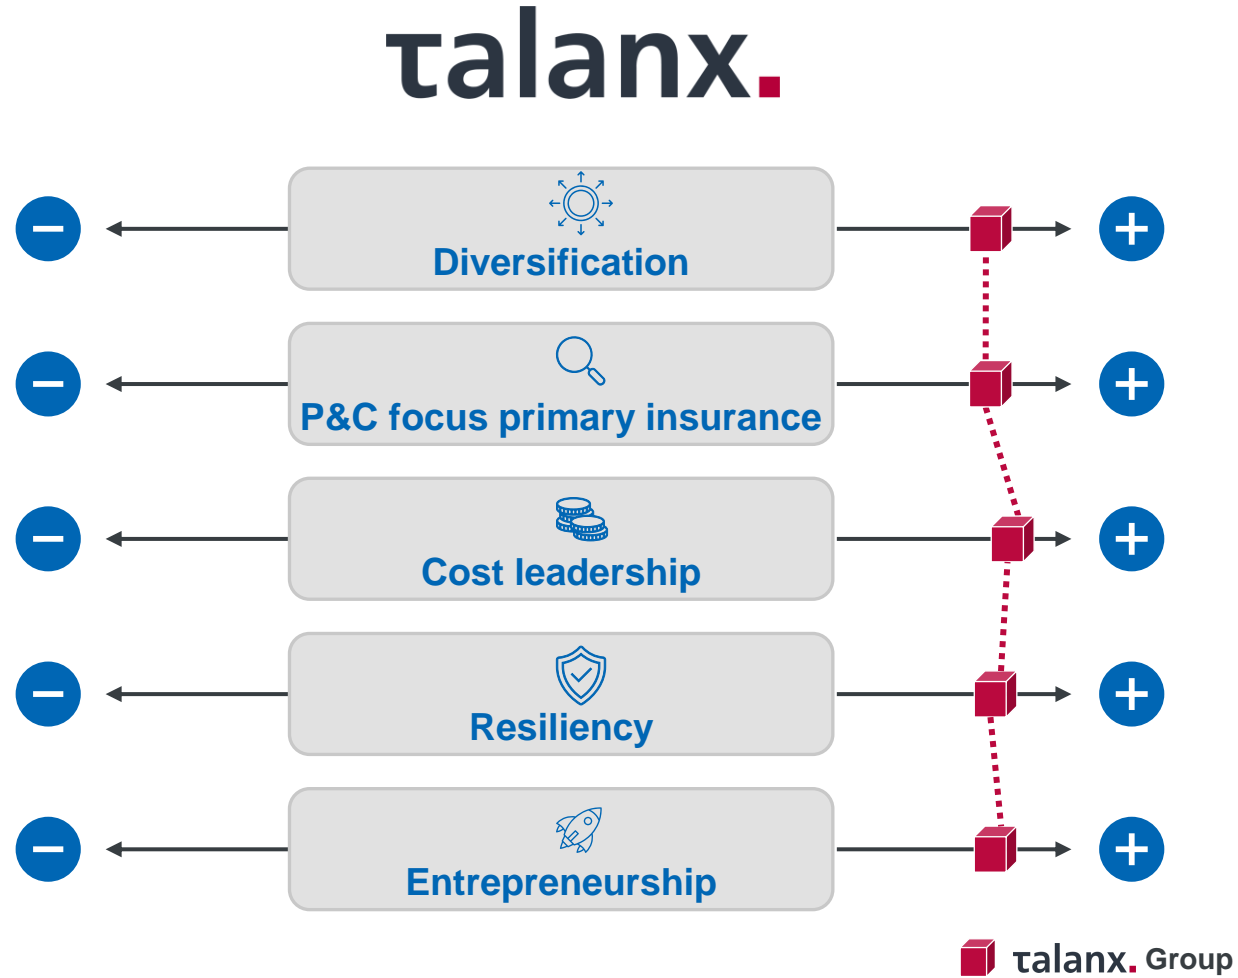 talanx.
Diversification
P&C focus primary insurance
Cost leadership
Resiliency
Entrepreneurship
talanx. Group